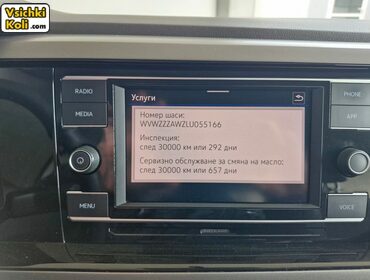 Vsichki
Koli.com
RADIO
MEDIA
MENU
PHONE
APP
VOICE
Услуги
Номер шаси:
WVWZZZAWZLU055166
Инспекция:
след 30000 км или 292 дни
Сервизно обслужване за смяна на масло:
след 30000 км или 657 дни